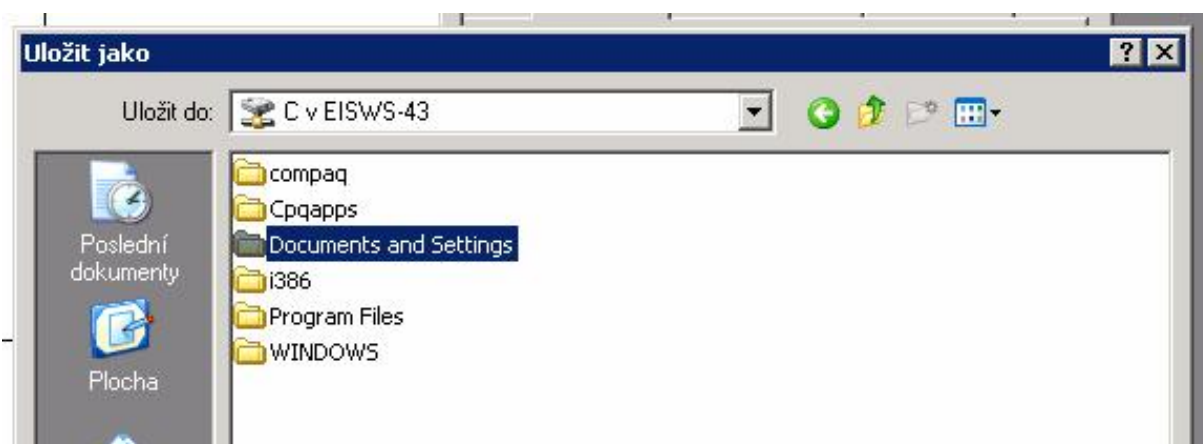 Uložit jako
Uložit do:
C v EISWS-43
compaq
Cpqapps
Documents and Settings
i386
Program Files
WINDOWS
Poslední
dokumenty
Plocha